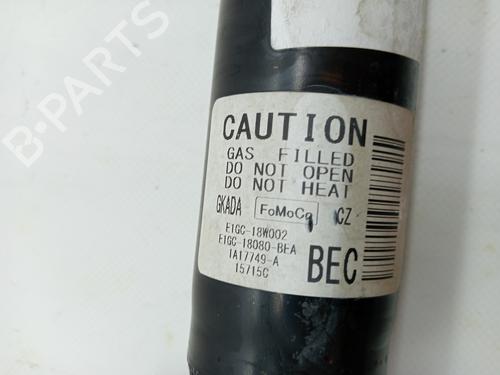 B-PARTS
CAUTION
GAS FILLED
DO NOT OPEN
DO NOT HEAT
GKADA FoMoCo CZ
E1GC-18W002
E1GC-18080-BEA
1A17749-A
15715C
BEC